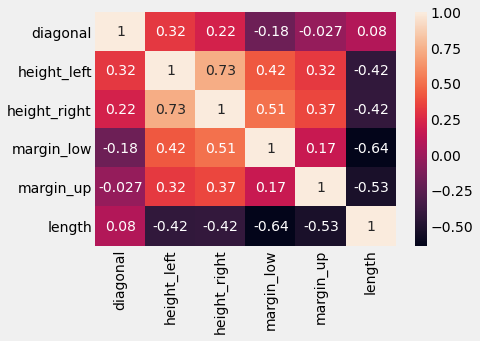 diagonal 1 0.32 0.22 -0.18 -0.027 0.08
height_left 0.32 1 0.73 0.42 0.32 -0.42
height_right 0.22 0.73 1 0.51 0.37 -0.42
margin_low -0.18 0.42 0.51 1 0.17 -0.64
margin_up -0.027 0.32 0.37 0.17 1 -0.53
length 0.08 -0.42 -0.42 -0.64 -0.53 1
diagonal
height_left
height_right
margin_low
margin_up
length
1.00
0.75
0.50
0.25
0.00
−0.25
−0.50